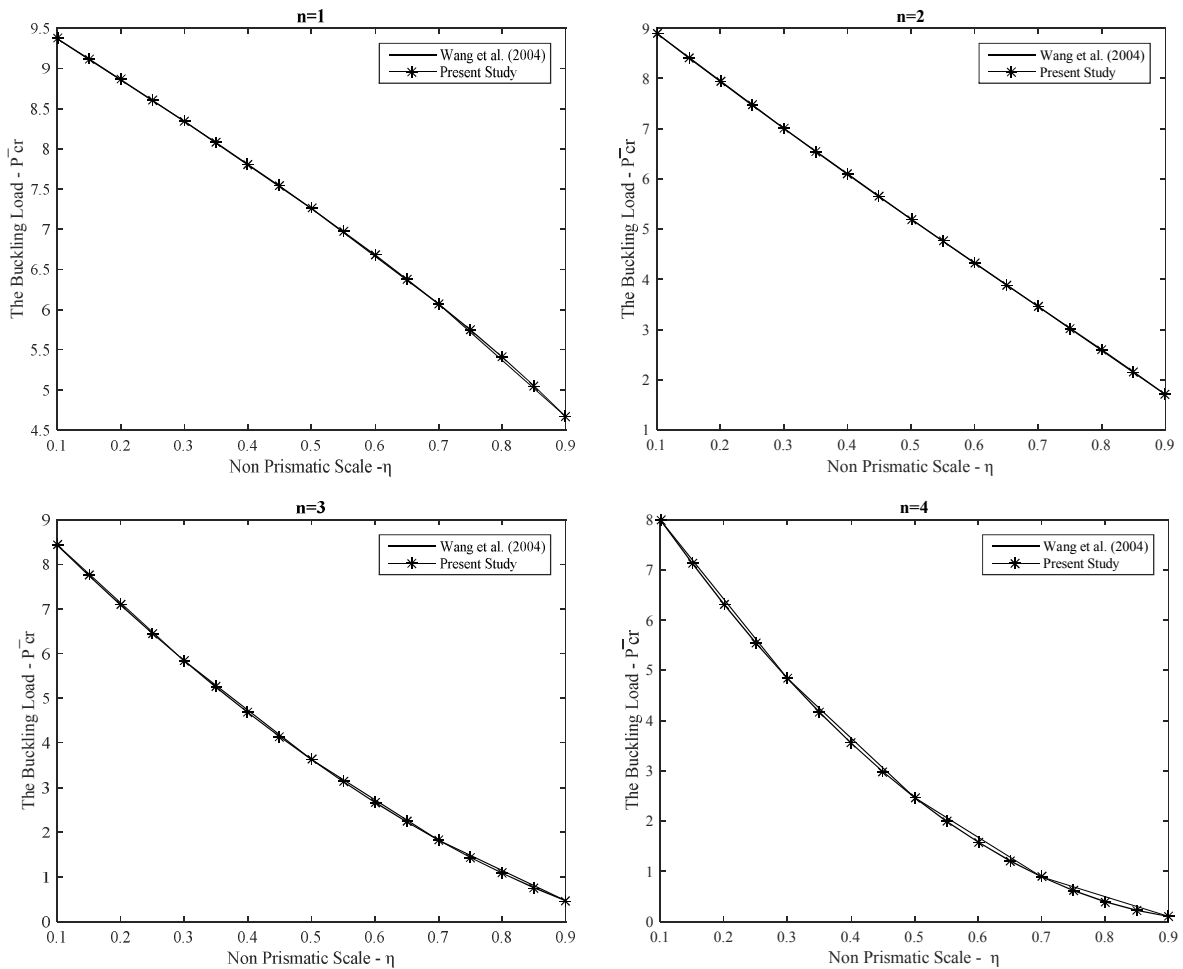 n=1
9.5
9
8.5
8
7.5
7
6.5
6
5.5
5
4.5
The Buckling Load - P̅cr
0.1 0.2 0.3 0.4 0.5 0.6 0.7 0.8 0.9
Non Prismatic Scale -η
Wang et al. (2004)
Present Study
n=2
9
8
7
6
5
4
3
2
1
The Buckling Load - P̅cr
0.1 0.2 0.3 0.4 0.5 0.6 0.7 0.8 0.9
Non Prismatic Scale -η
Wang et al. (2004)
Present Study
n=3
9
8
7
6
5
4
3
2
1
0
The Buckling Load - P̅cr
0.1 0.2 0.3 0.4 0.5 0.6 0.7 0.8 0.9
Non Prismatic Scale - η
Wang et al. (2004)
Present Study
n=4
8
7
6
5
4
3
2
1
0
The Buckling Load - P̅cr
0.1 0.2 0.3 0.4 0.5 0.6 0.7 0.8 0.9
Non Prismatic Scale - η
Wang et al. (2004)
Present Study